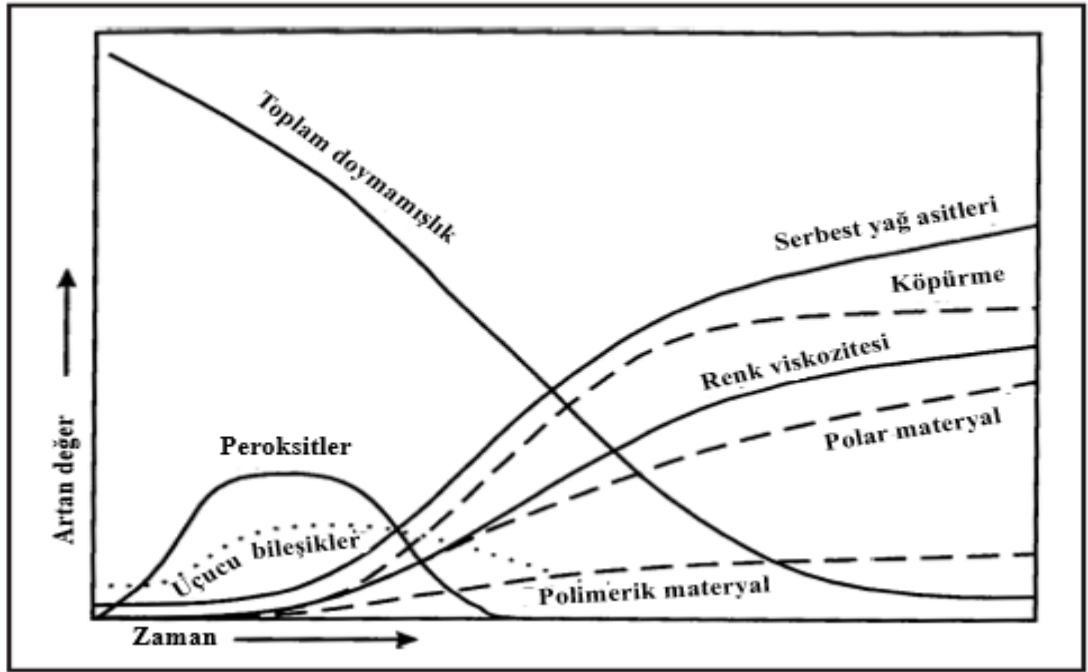 Toplam doymamışlık
Serbest yağ asitleri
Köpürme
Renk viskozitesi
Polar materyal
Peroksitler
Uçucu bileşikler
Polimerik materyal
Artan değer
Zaman